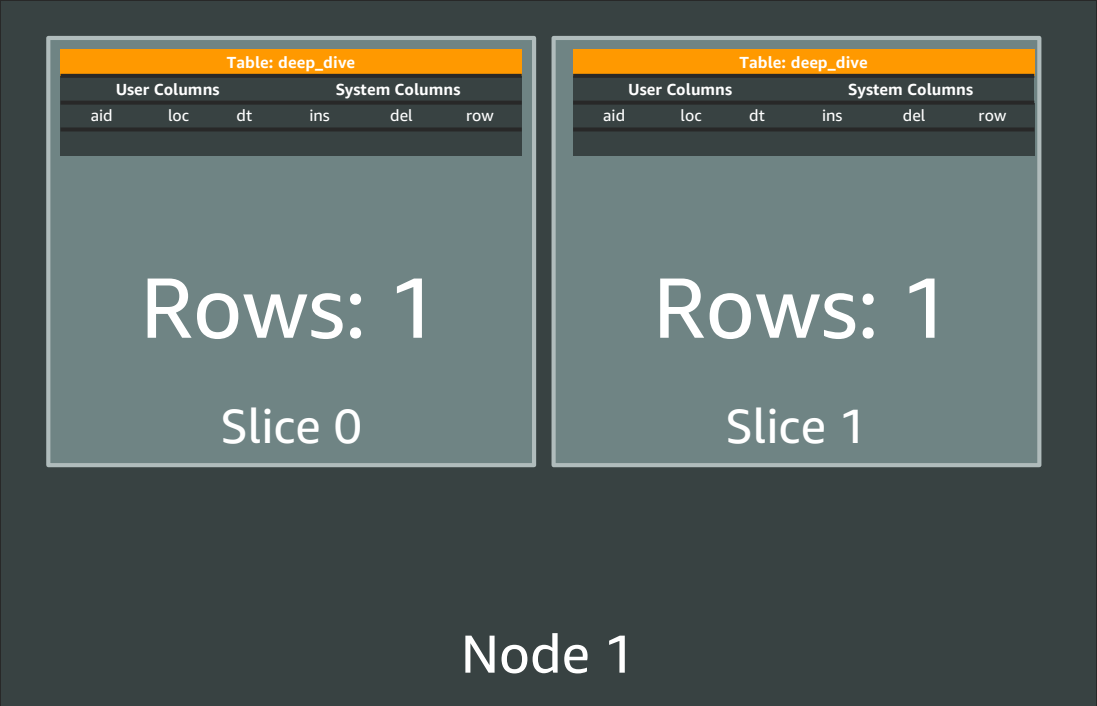 Table: deep_dive
User Columns System Columns
aid loc dt ins del row
Rows: 1
Slice 0
Table: deep_dive
User Columns System Columns
aid loc dt ins del row
Rows: 1
Slice 1
Node 1